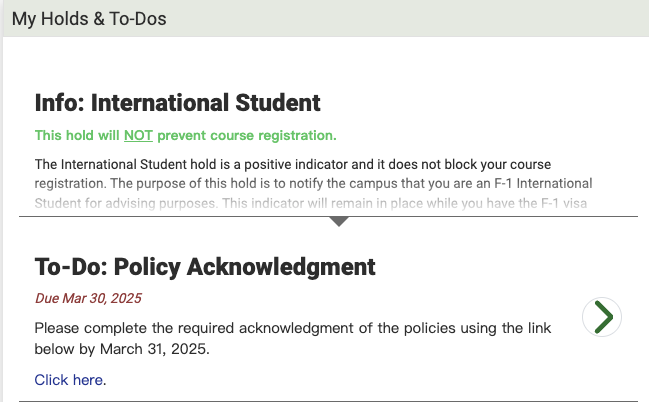 My Holds & To-Dos
Info: International Student
This hold will NOT prevent course registration.
The International Student hold is a positive indicator and it does not block your course
registration. The purpose of this hold is to notify the campus that you are an F-1 International
Student for advising purposes. This indicator will remain in place while you have the F-1 visa
To-Do: Policy Acknowledgment
Due Mar 30, 2025
Please complete the required acknowledgment of the policies using the link
below by March 31, 2025.
Click here.